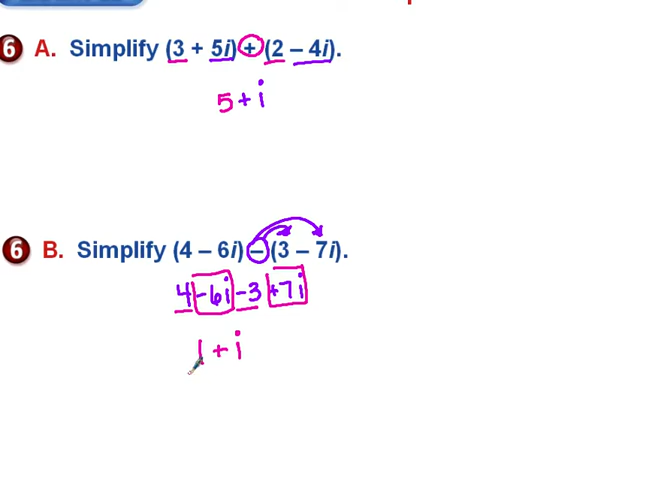 6 A. Simplify (3 + 5i) + (2 – 4i).
5 + i
6 B. Simplify (4 – 6i) – (3 – 7i).
4 -6i -3 +7i
1 + i